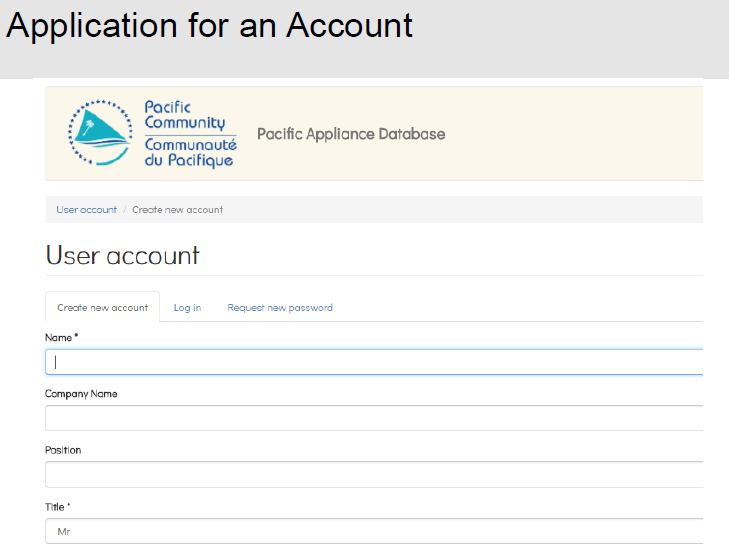 Application for an Account
Pacific
Community
Communauté
du Pacifique
Pacific Appliance Database
User account / Create new account
User account
Create new account
Log in
Request new password
Name *
Company Name
Position
Title *
Mr